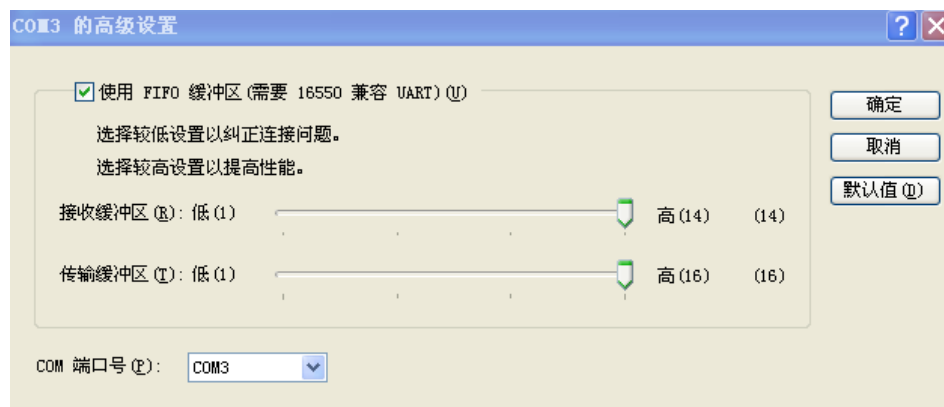 COM3 的高级设置
使用 FIFO 缓冲区(需要 16550 兼容 UART)(U)
选择较低设置以纠正连接问题。
选择较高设置以提高性能。
接收缓冲区(R): 低(1) 高(14) (14)
传输缓冲区(T): 低(1) 高(16) (16)
COM 端口号(P): COM3
确定
取消
默认值(D)